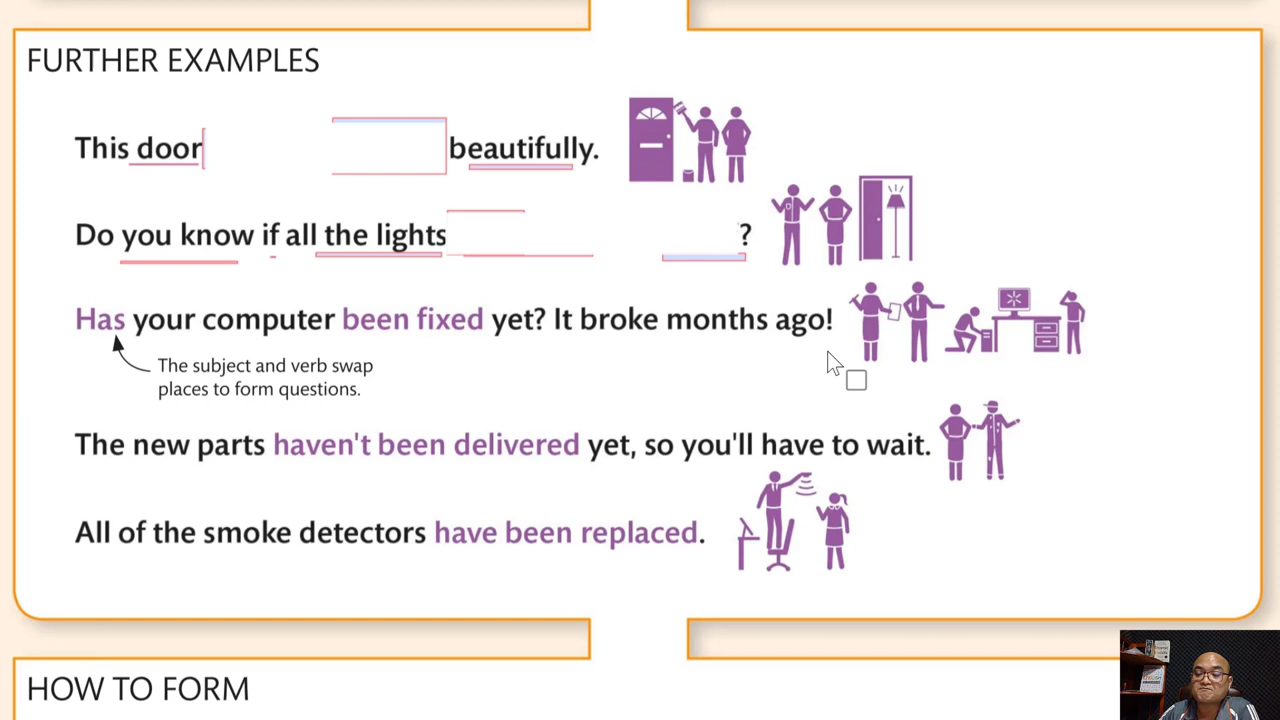 FURTHER EXAMPLES
This door beautifully.
Do you know if all the lights ?
Has your computer been fixed yet? It broke months ago!
The subject and verb swap
places to form questions.
The new parts haven't been delivered yet, so you'll have to wait.
All of the smoke detectors have been replaced.
HOW TO FORM